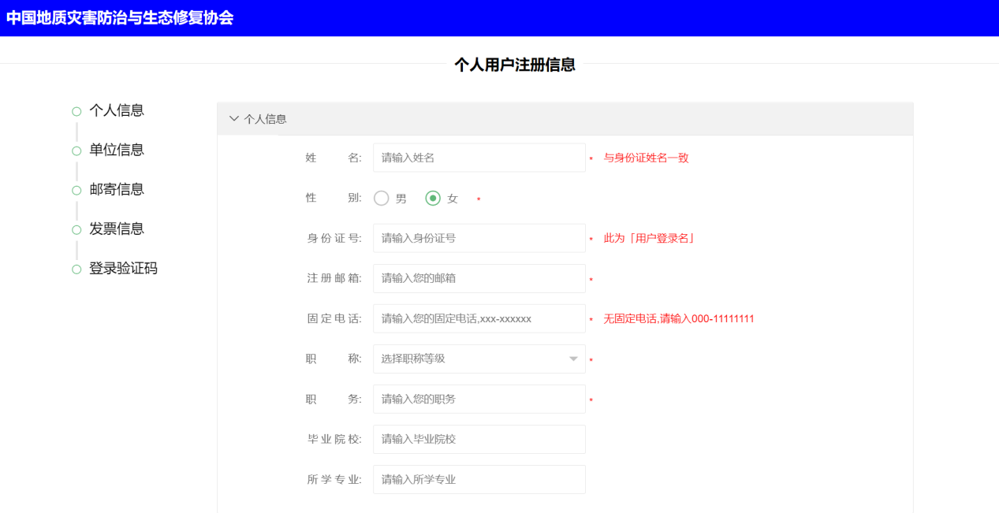 中国地质灾害防治与生态修复协会
个人用户注册信息
个人信息
单位信息
邮寄信息
发票信息
登录验证码
个人信息
姓 名: 请输入姓名 * 与身份证姓名一致
性 别: 男 女 *
身份证号: 请输入身份证号 * 此为「用户登录名」
注册邮箱: 请输入您的邮箱 *
固定电话: 请输入您的固定电话,xxx-xxxxxx * 无固定电话,请输入000-11111111
职 称: 选择职称等级 *
职 务: 请输入您的职务 *
毕业院校: 请输入毕业院校
所学专业: 请输入所学专业